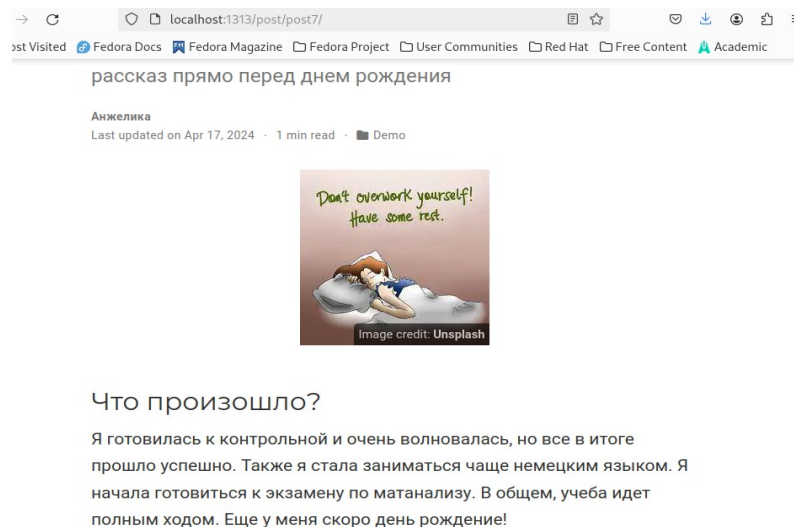 localhost:1313/post/post7/
ost Visited Fedora Docs Fedora Magazine Fedora Project User Communities Red Hat Free Content Academic
рассказ прямо перед днем рождения
Анжелика
Last updated on Apr 17, 2024 · 1 min read · Demo
Don't overwork yourself!
Have some rest.
Image credit: Unsplash
Что произошло?
Я готовилась к контрольной и очень волновалась, но все в итоге
прошло успешно. Также я стала заниматься чаще немецким языком. Я
начала готовиться к экзамену по матанализу. В общем, учеба идет
полным ходом. Еще у меня скоро день рождение!